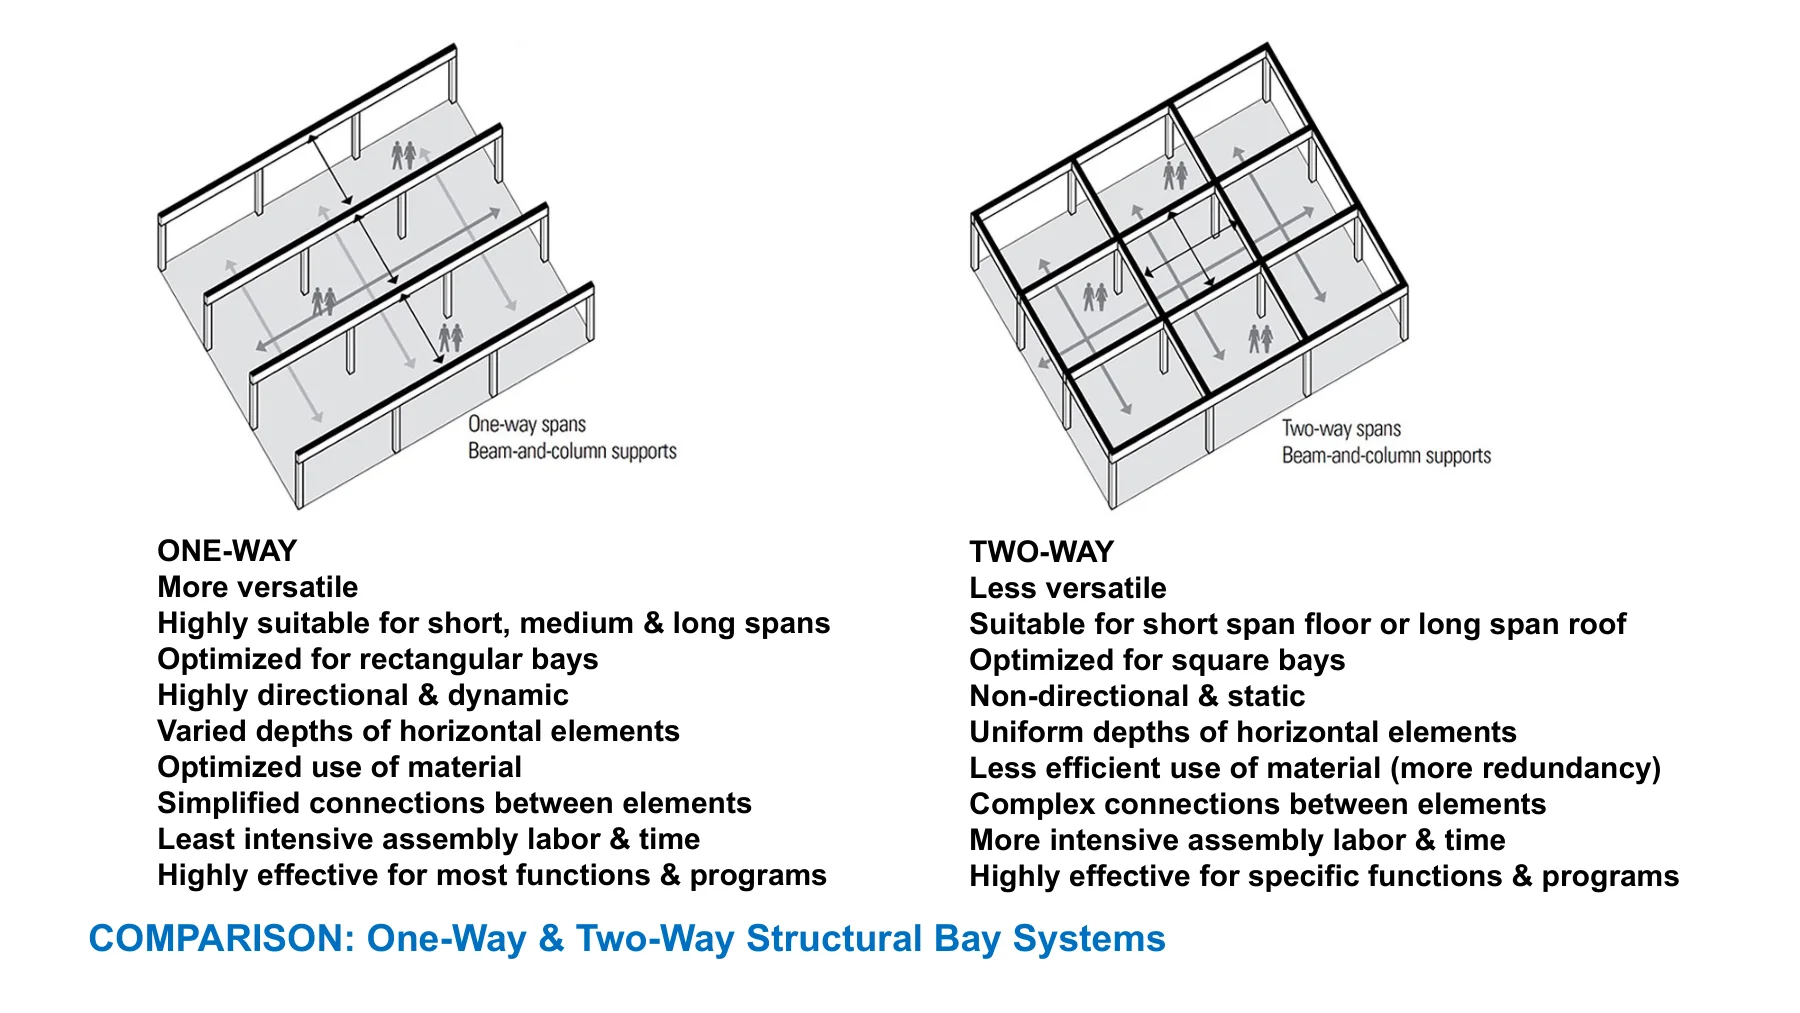 One-way spans
Beam-and-column supports
Two-way spans
Beam-and-column supports
ONE-WAY
More versatile
Highly suitable for short, medium & long spans
Optimized for rectangular bays
Highly directional & dynamic
Varied depths of horizontal elements
Optimized use of material
Simplified connections between elements
Least intensive assembly labor & time
Highly effective for most functions & programs
TWO-WAY
Less versatile
Suitable for short span floor or long span roof
Optimized for square bays
Non-directional & static
Uniform depths of horizontal elements
Less efficient use of material (more redundancy)
Complex connections between elements
More intensive assembly labor & time
Highly effective for specific functions & programs
COMPARISON: One-Way & Two-Way Structural Bay Systems